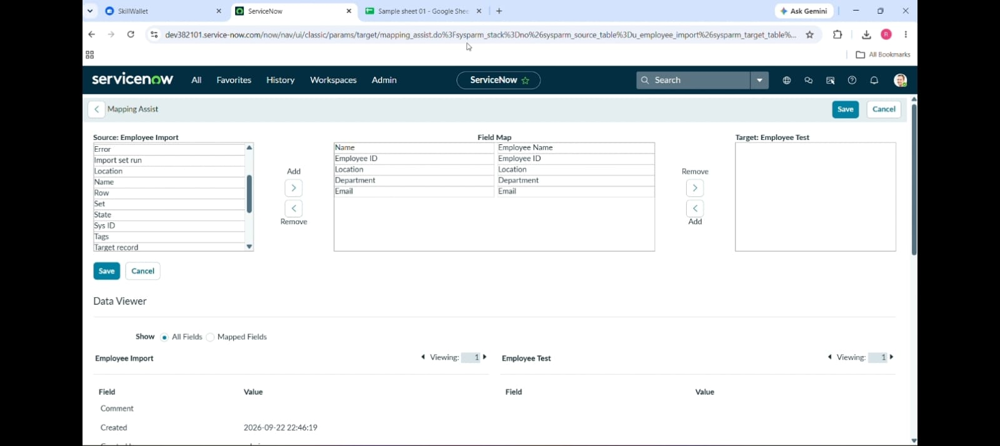 SkillWallet
ServiceNow
Sample sheet 01 - Google Shee
Ask Gemini
dev382101.service-now.com/now/nav/ui/classic/params/target/mapping_assist.do%3Fsysparm_stack%3Dno%26sysparm_source_table%3Du_employee_import%26sysparm_target_table%...
R
All Bookmarks
servicenow
All Favorites History Workspaces Admin
ServiceNow
Search
Mapping Assist
Save Cancel
Source: Employee Import
Field Map
Target: Employee Test
Error
Import set run
Location
Name
Row
Set
State
Sys ID
Tags
Target record
Add
Remove
Name Employee Name
Employee ID Employee ID
Location Location
Department Department
Email Email
Remove
Add
Save Cancel
Data Viewer
Show All Fields Mapped Fields
Employee Import Viewing: 1
Employee Test Viewing: 1
Field Value
Field Value
Comment
Created 2026-09-22 22:46:19